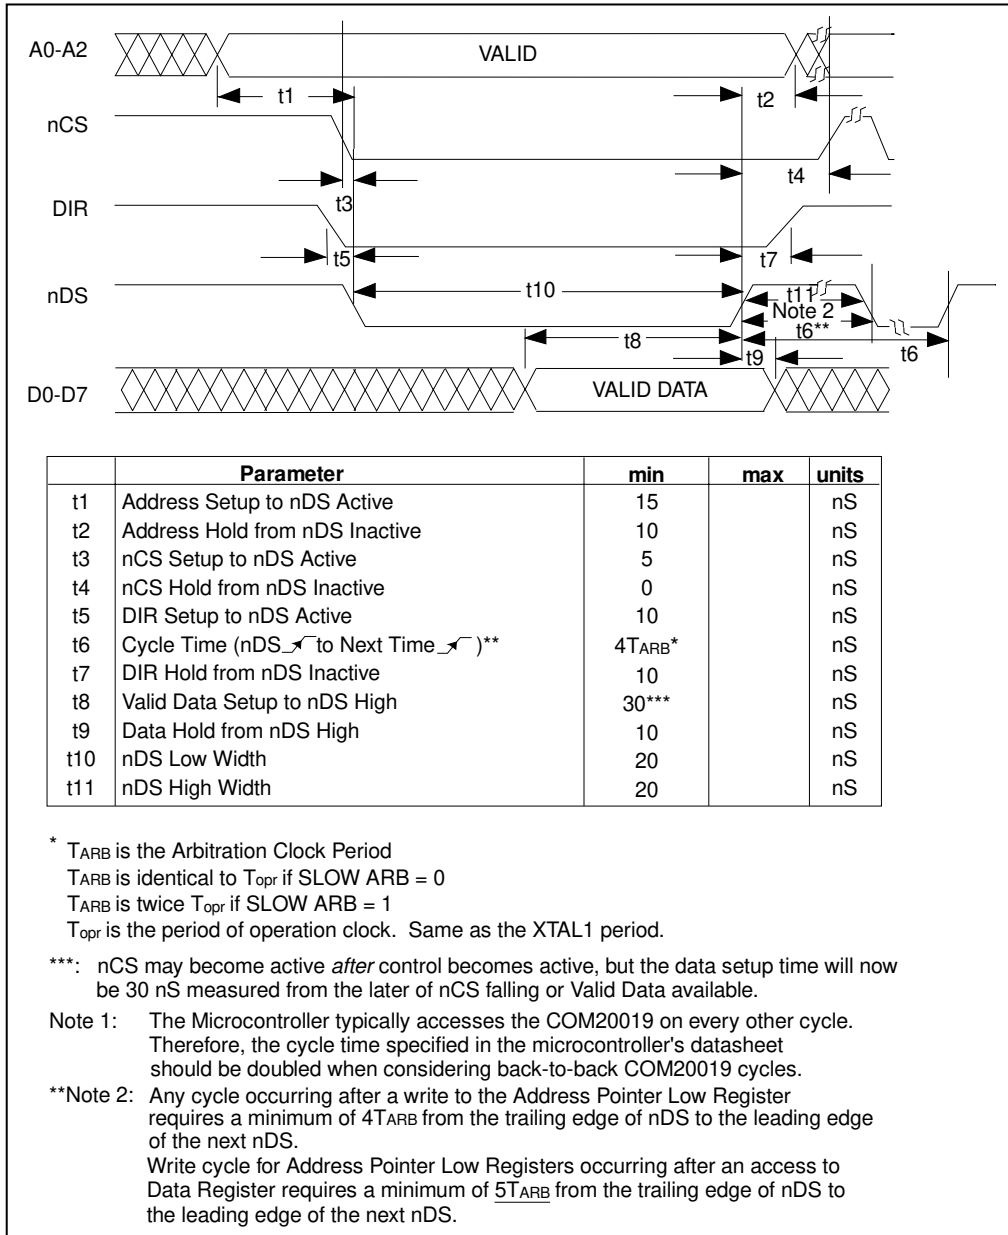 A0-A2
VALID
t1
t2
nCS
t3
t4
DIR
t5
t7
nDS
t10
t11
Note 2
t6**
t6
t8
t9
D0-D7
VALID DATA
Parameter min max units
t1 Address Setup to nDS Active 15 nS
t2 Address Hold from nDS Inactive 10 nS
t3 nCS Setup to nDS Active 5 nS
t4 nCS Hold from nDS Inactive 0 nS
t5 DIR Setup to nDS Active 10 nS
t6 Cycle Time (nDS to Next Time )** 4TARB* nS
t7 DIR Hold from nDS Inactive 10 nS
t8 Valid Data Setup to nDS High 30*** nS
t9 Data Hold from nDS High 10 nS
t10 nDS Low Width 20 nS
t11 nDS High Width 20 nS
* TARB is the Arbitration Clock Period
TARB is identical to Topr if SLOW ARB = 0
TARB is twice Topr if SLOW ARB = 1
Topr is the period of operation clock. Same as the XTAL1 period.
***: nCS may become active after control becomes active, but the data setup time will now
be 30 nS measured from the later of nCS falling or Valid Data available.
Note 1: The Microcontroller typically accesses the COM20019 on every other cycle.
Therefore, the cycle time specified in the microcontroller's datasheet
should be doubled when considering back-to-back COM20019 cycles.
**Note 2: Any cycle occurring after a write to the Address Pointer Low Register
requires a minimum of 4TARB from the trailing edge of nDS to the leading edge
of the next nDS.
Write cycle for Address Pointer Low Registers occurring after an access to
Data Register requires a minimum of 5TARB from the trailing edge of nDS to
the leading edge of the next nDS.